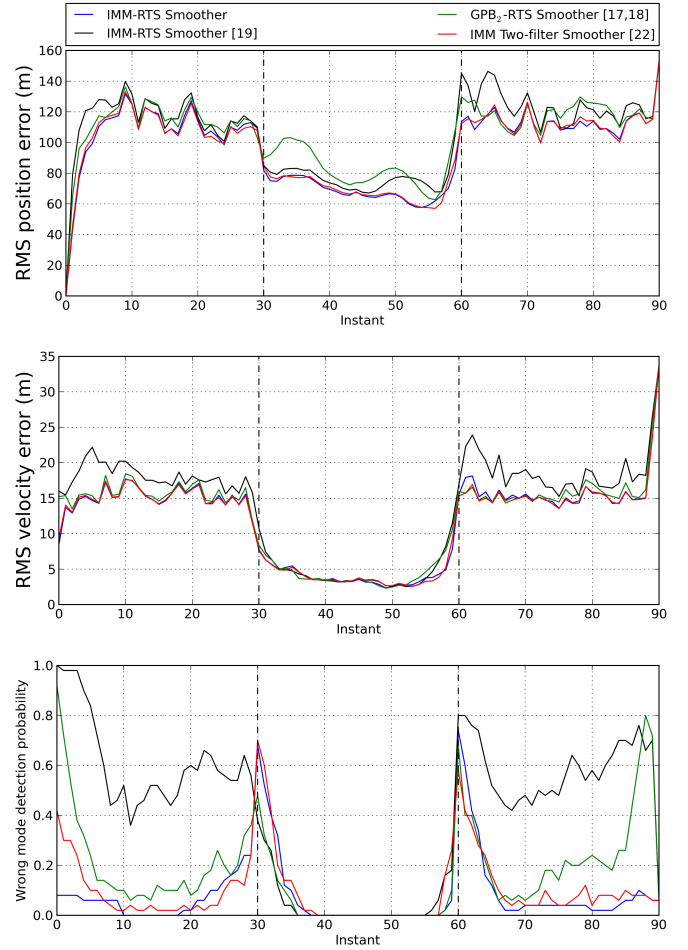 IMM-RTS Smoother
IMM-RTS Smoother [19]
GPB₂-RTS Smoother [17,18]
IMM Two-filter Smoother [22]
RMS position error (m)
160
140
120
100
80
60
40
20
0
0 10 20 30 40 50 60 70 80 90
Instant
RMS velocity error (m)
35
30
25
20
15
10
5
0
0 10 20 30 40 50 60 70 80 90
Instant
Wrong mode detection probability
1.0
0.8
0.6
0.4
0.2
0.0
0 10 20 30 40 50 60 70 80 90
Instant